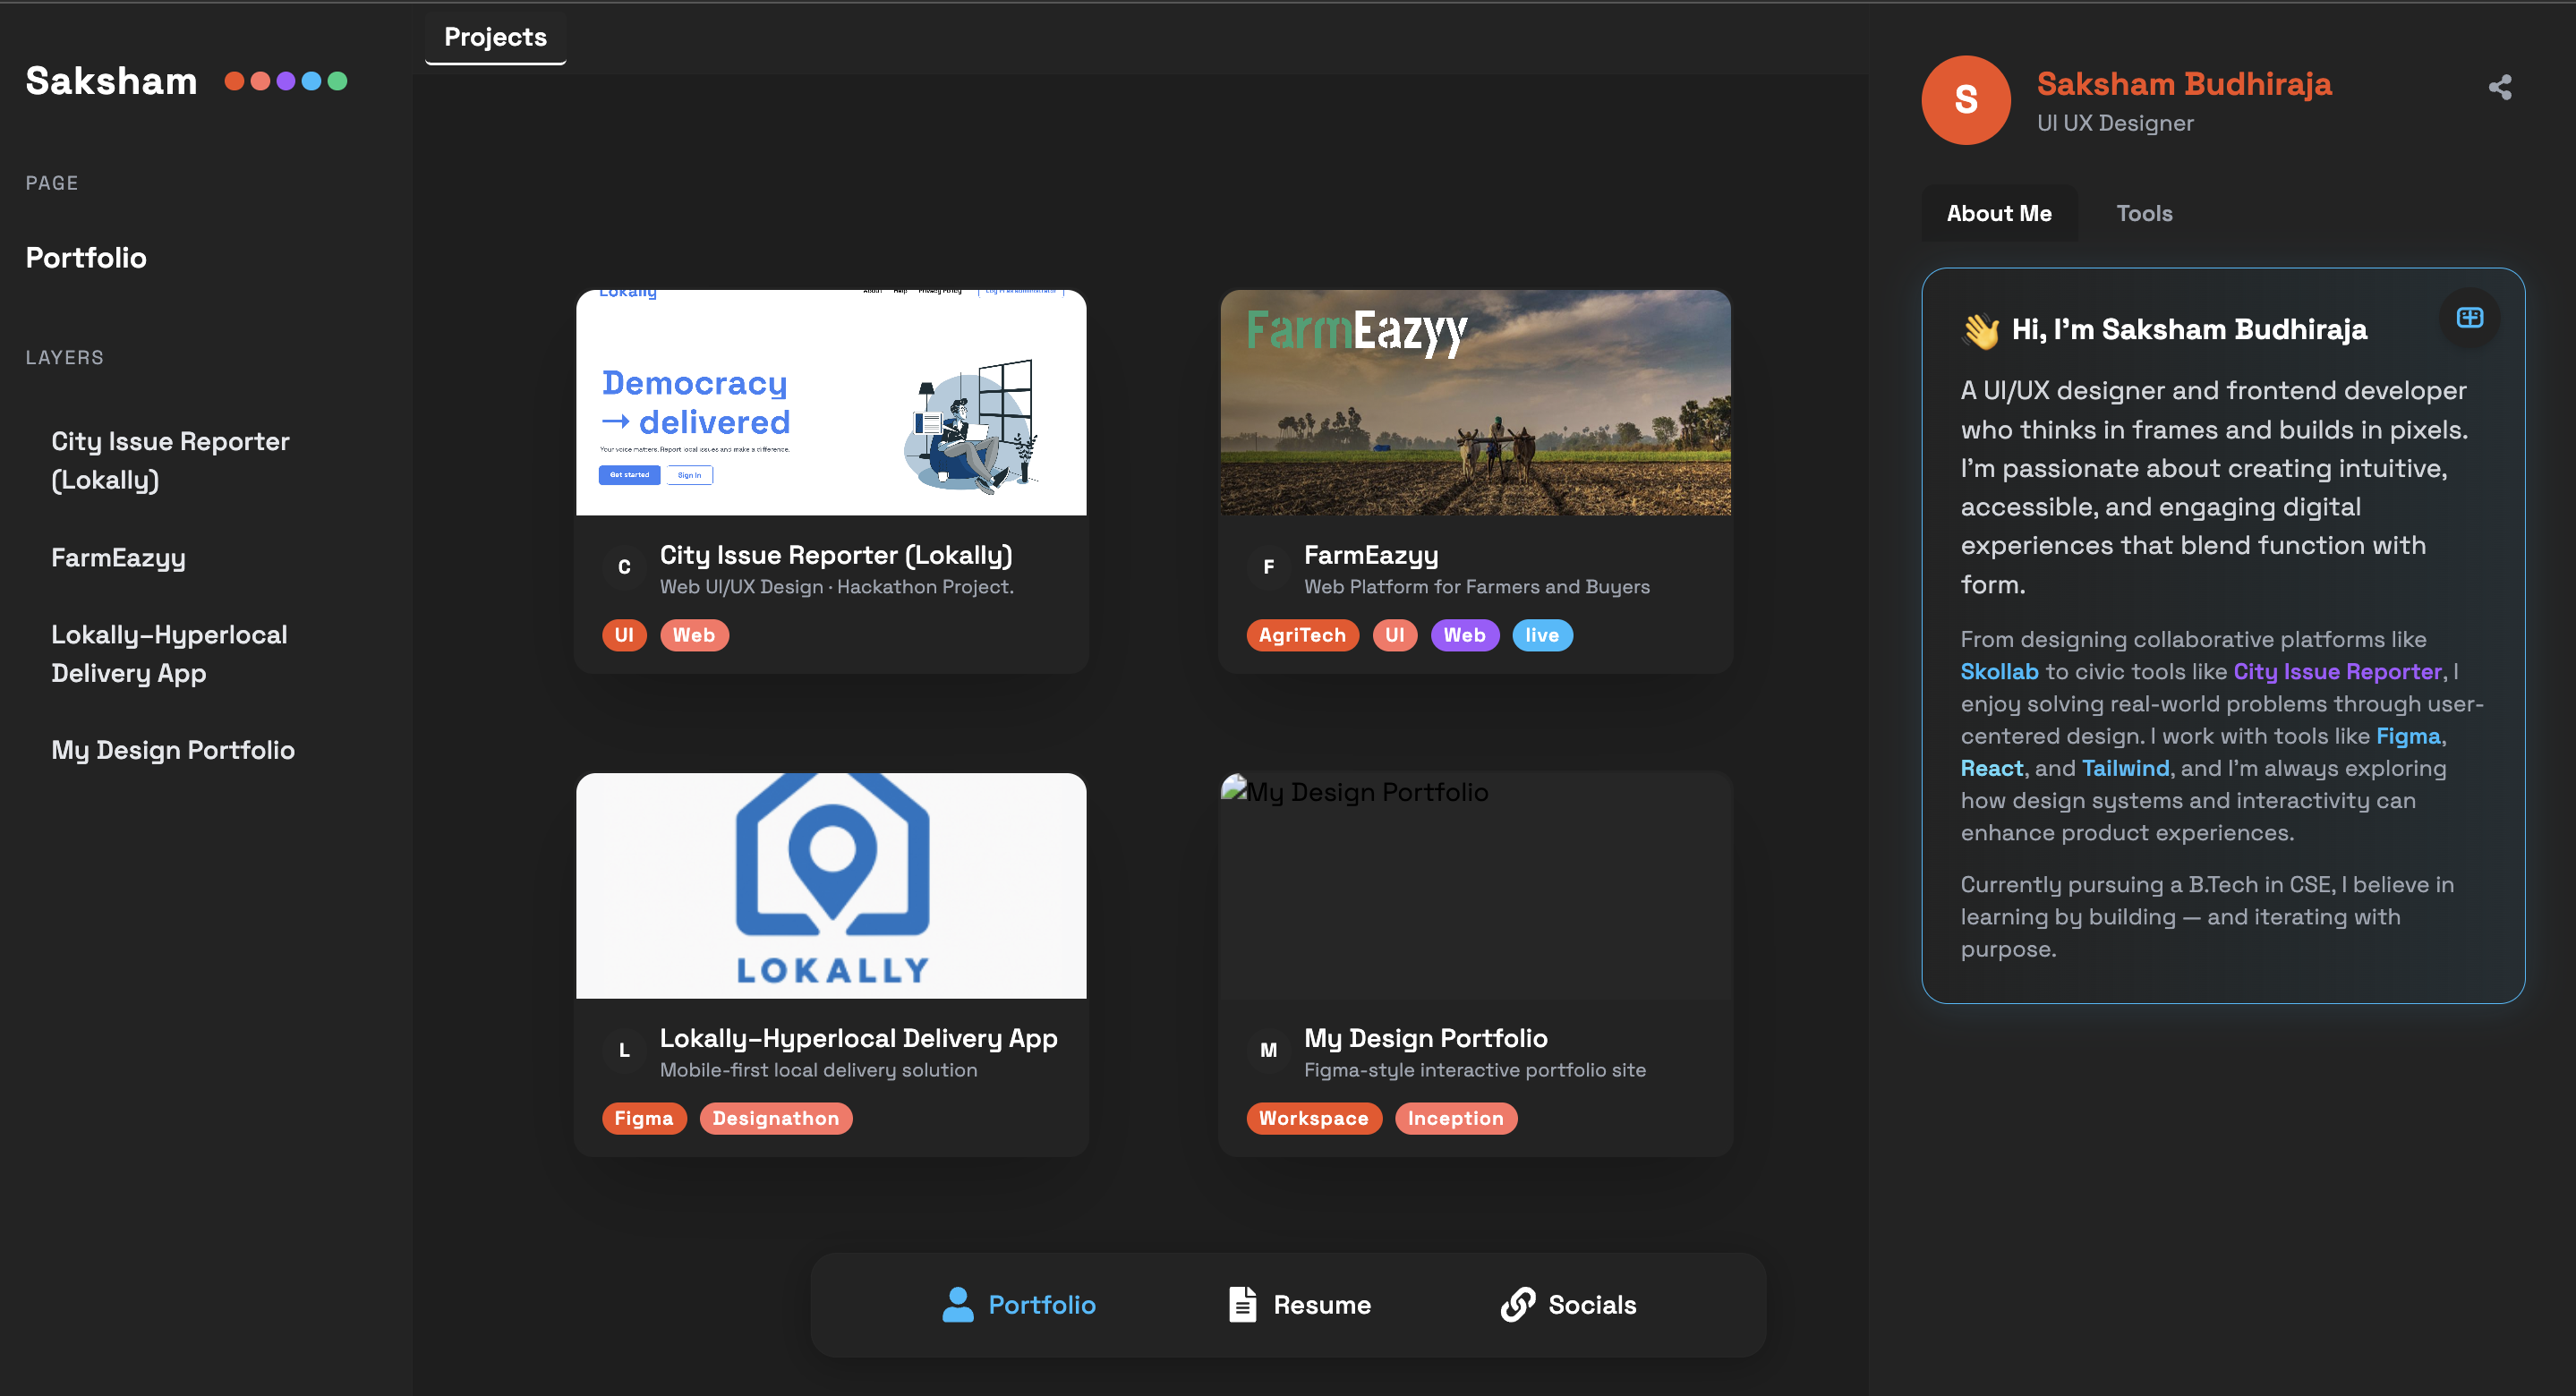 Saksham
PAGE
Portfolio
LAYERS
City Issue Reporter
(Lokally)
FarmEazyy
Lokally–Hyperlocal
Delivery App
My Design Portfolio
Projects
Lokally
About Help Privacy Policy
Democracy
→ delivered
Your voice matters. Report local issues and make a difference.
Get started Sign In
C
City Issue Reporter (Lokally)
Web UI/UX Design · Hackathon Project.
UI Web
FarmEazyy
F
FarmEazyy
Web Platform for Farmers and Buyers
AgriTech UI Web live
LOKALLY
L
Lokally–Hyperlocal Delivery App
Mobile-first local delivery solution
Figma Designathon
My Design Portfolio
M
My Design Portfolio
Figma-style interactive portfolio site
Workspace Inception
Portfolio Resume Socials
S
Saksham Budhiraja
UI UX Designer
About Me Tools
👋 Hi, I'm Saksham Budhiraja
A UI/UX designer and frontend developer
who thinks in frames and builds in pixels.
I'm passionate about creating intuitive,
accessible, and engaging digital
experiences that blend function with
form.
From designing collaborative platforms like
Skollab to civic tools like City Issue Reporter, I
enjoy solving real-world problems through user-
centered design. I work with tools like Figma,
React, and Tailwind, and I'm always exploring
how design systems and interactivity can
enhance product experiences.
Currently pursuing a B.Tech in CSE, I believe in
learning by building — and iterating with
purpose.